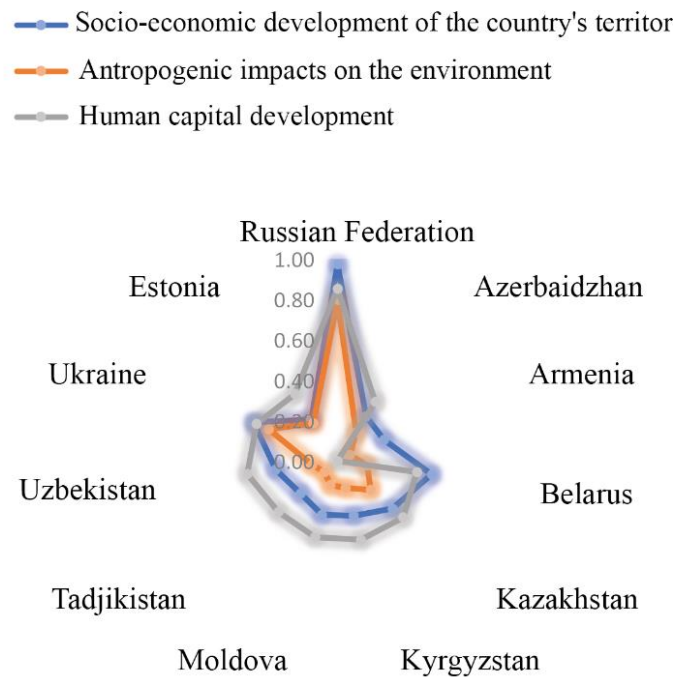 Socio-economic development of the country's territor
Antropogenic impacts on the environment
Human capital development
Russian Federation
1.00
Estonia
Azerbaidzhan
0.80
0.60
Ukraine
0.40
Armenia
0.20
0.00
Uzbekistan
Belarus
Tadjikistan
Kazakhstan
Moldova
Kyrgyzstan